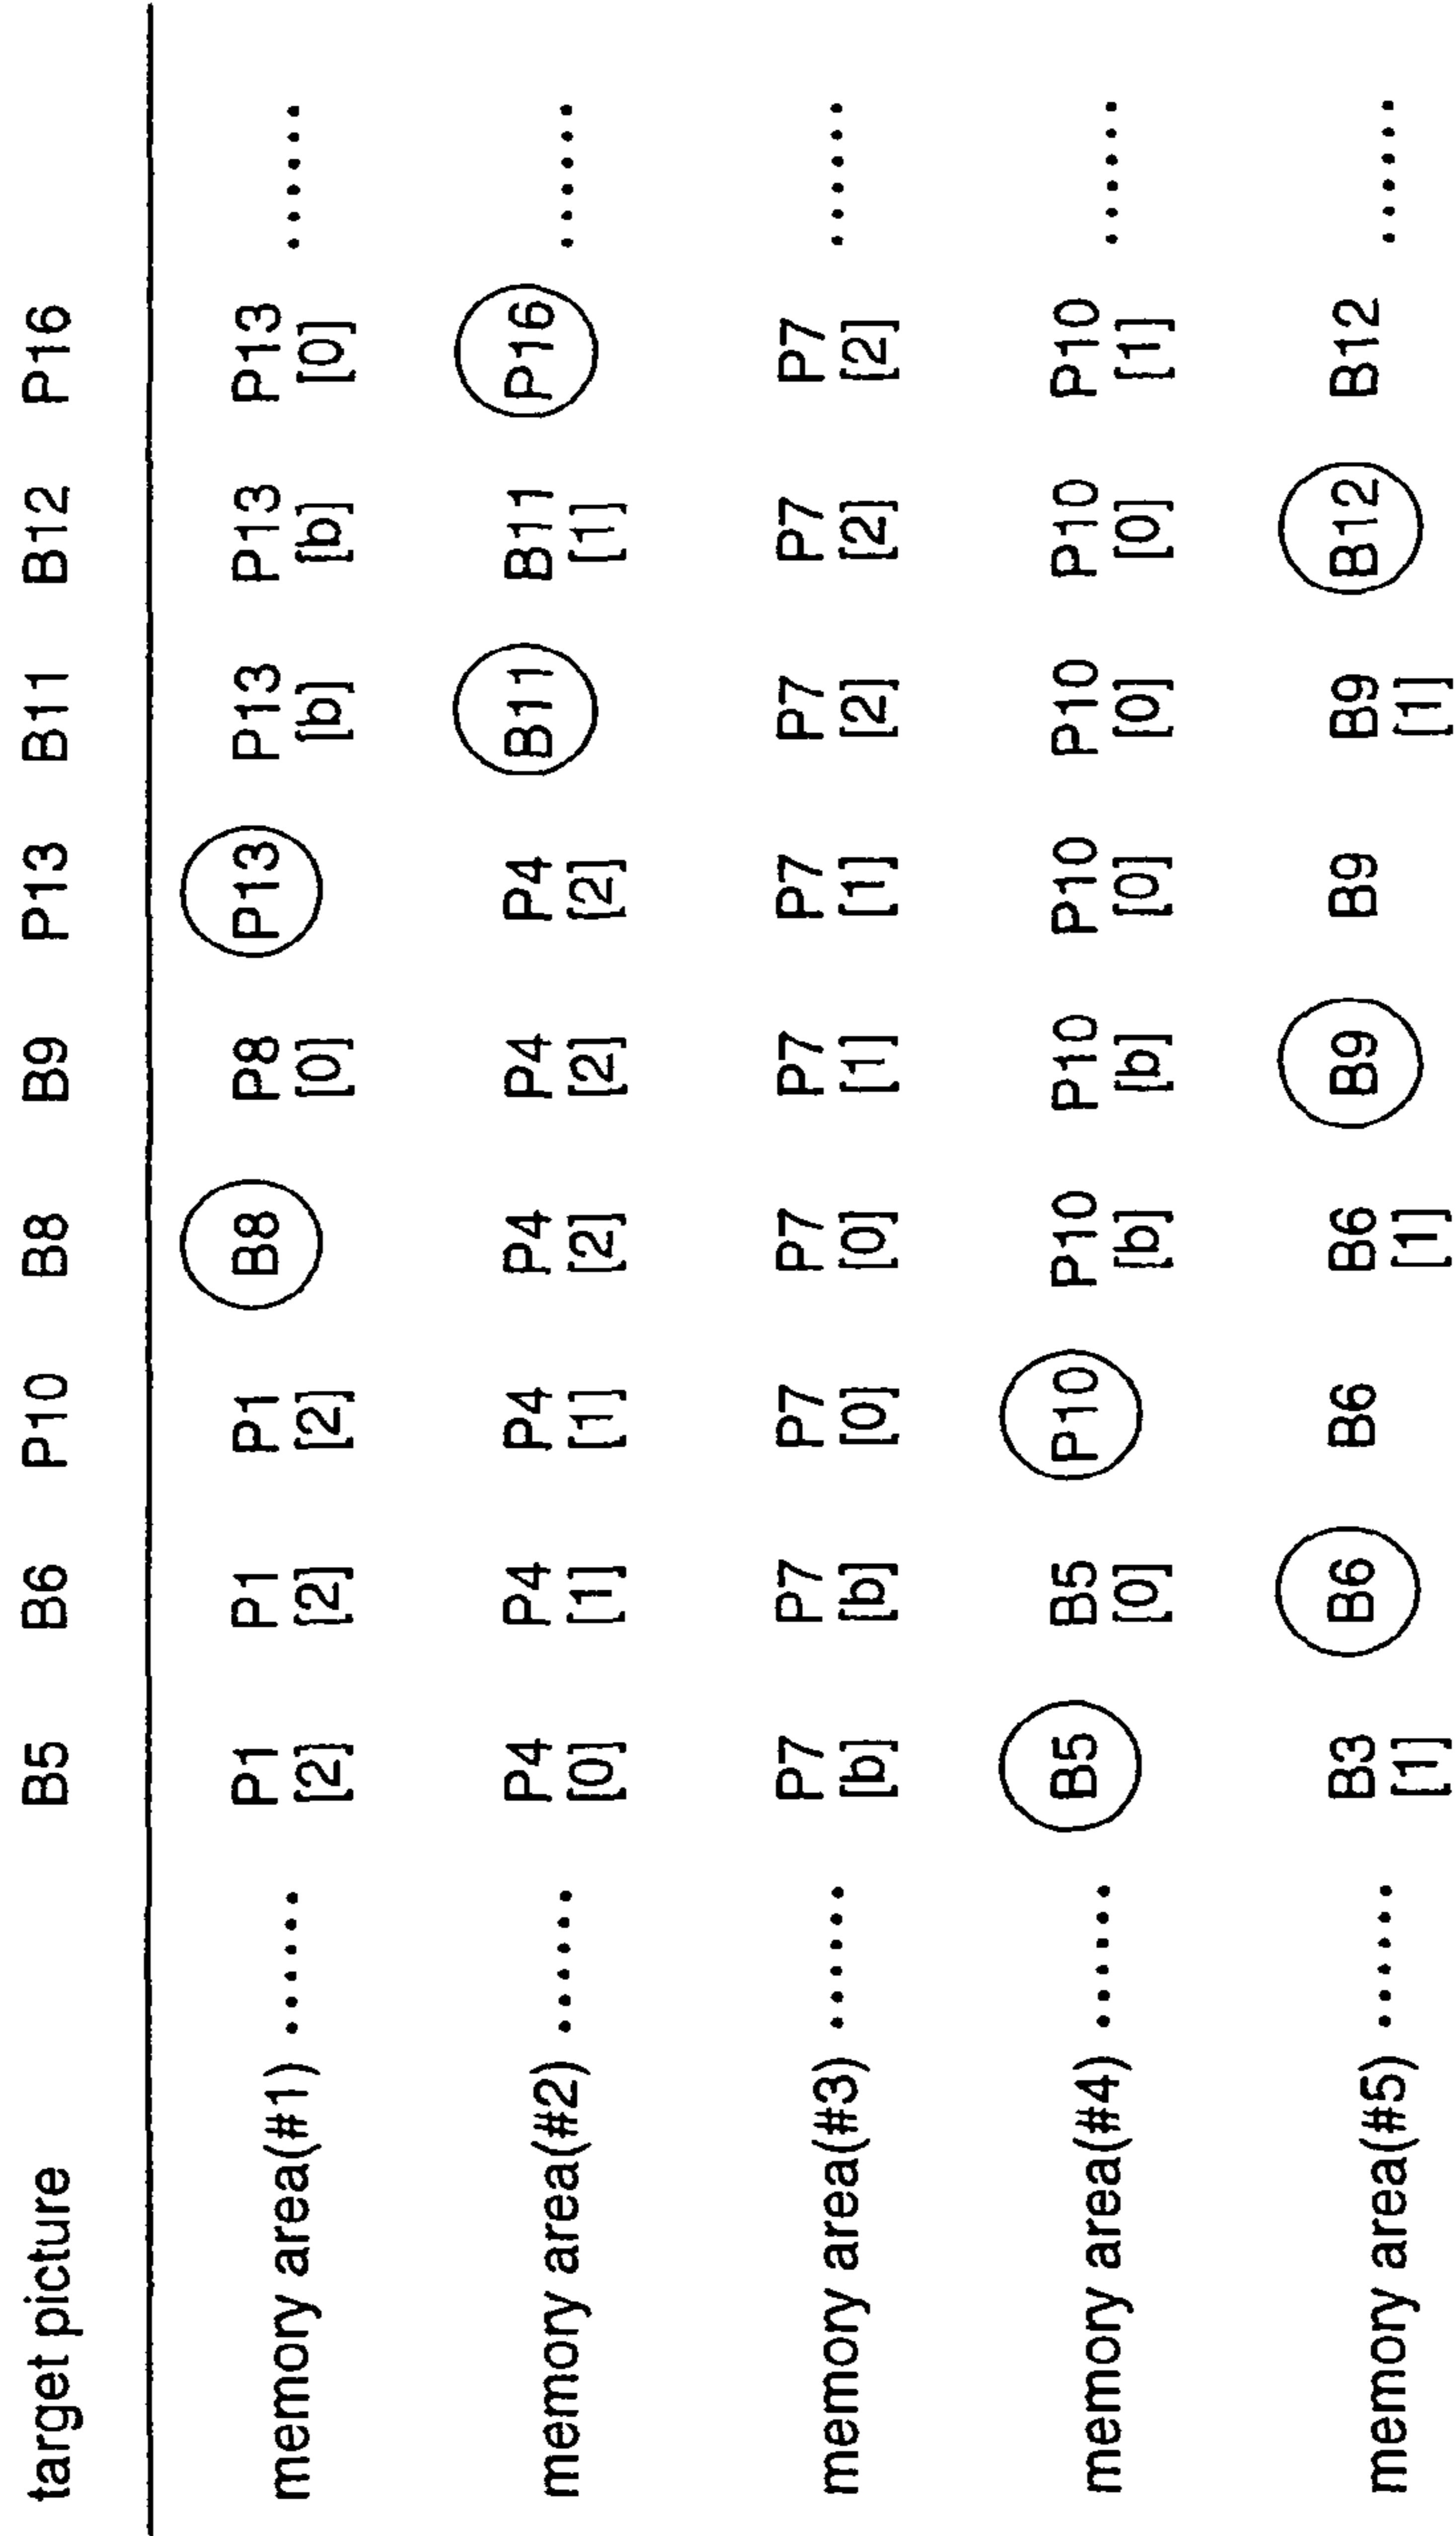 target picture B5 B6 P10 B8 B9 P13 B11 B12 P16
memory area(#1) ...... P1 P1 P1 B8 P8 P13 P13 P13 P13 ......
[2] [2] [2] [0] [b] [b] [0]
memory area(#2) ...... P4 P4 P4 P4 P4 P4 B11 B11 P16 ......
[0] [1] [1] [2] [2] [2] [1]
memory area(#3) ...... P7 P7 P7 P7 P7 P7 P7 P7 P7 ......
[b] [b] [0] [0] [1] [1] [2] [2] [2]
memory area(#4) ...... B5 B5 P10 P10 P10 P10 P10 P10 P10 ......
[0] [b] [b] [0] [0] [0] [1]
memory area(#5) ...... B3 B6 B6 B6 B9 B9 B9 B12 B12 ......
[1] [1] [1]